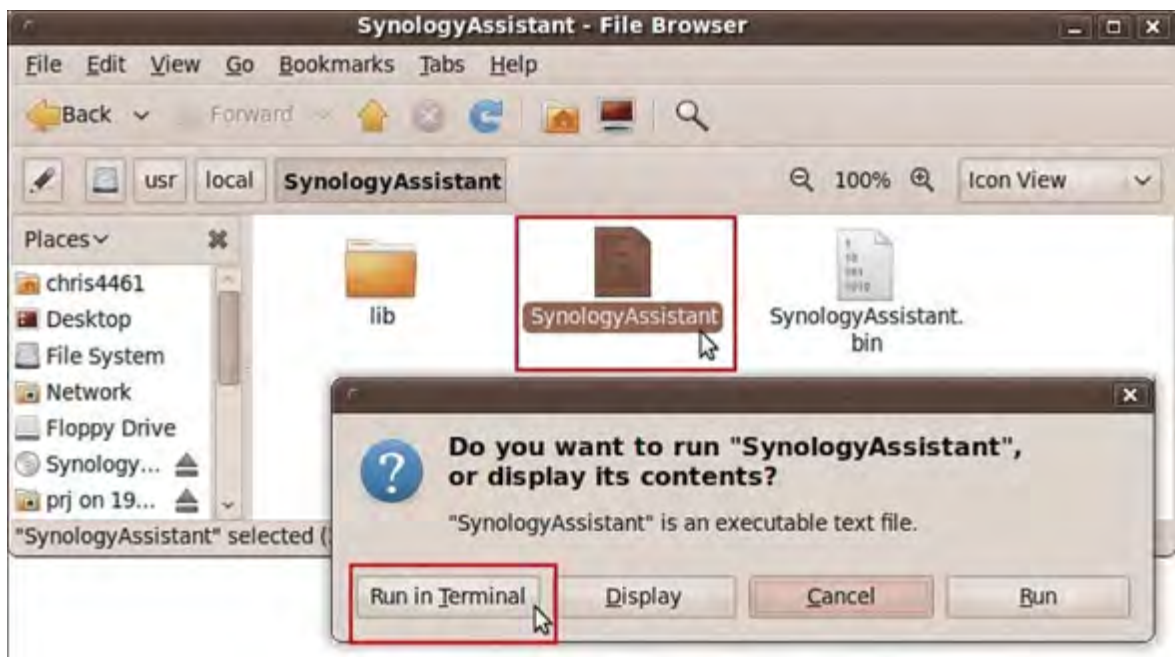 SynologyAssistant - File Browser
File Edit View Go Bookmarks Tabs Help
Back Forward
usr local SynologyAssistant 100% Icon View
Places
chris4461
Desktop
File System
Network
Floppy Drive
Synology...
prj on 19...
lib
SynologyAssistant
SynologyAssistant.
bin
"SynologyAssistant" selected (
Do you want to run "SynologyAssistant",
or display its contents?
"SynologyAssistant" is an executable text file.
Run in Terminal Display Cancel Run